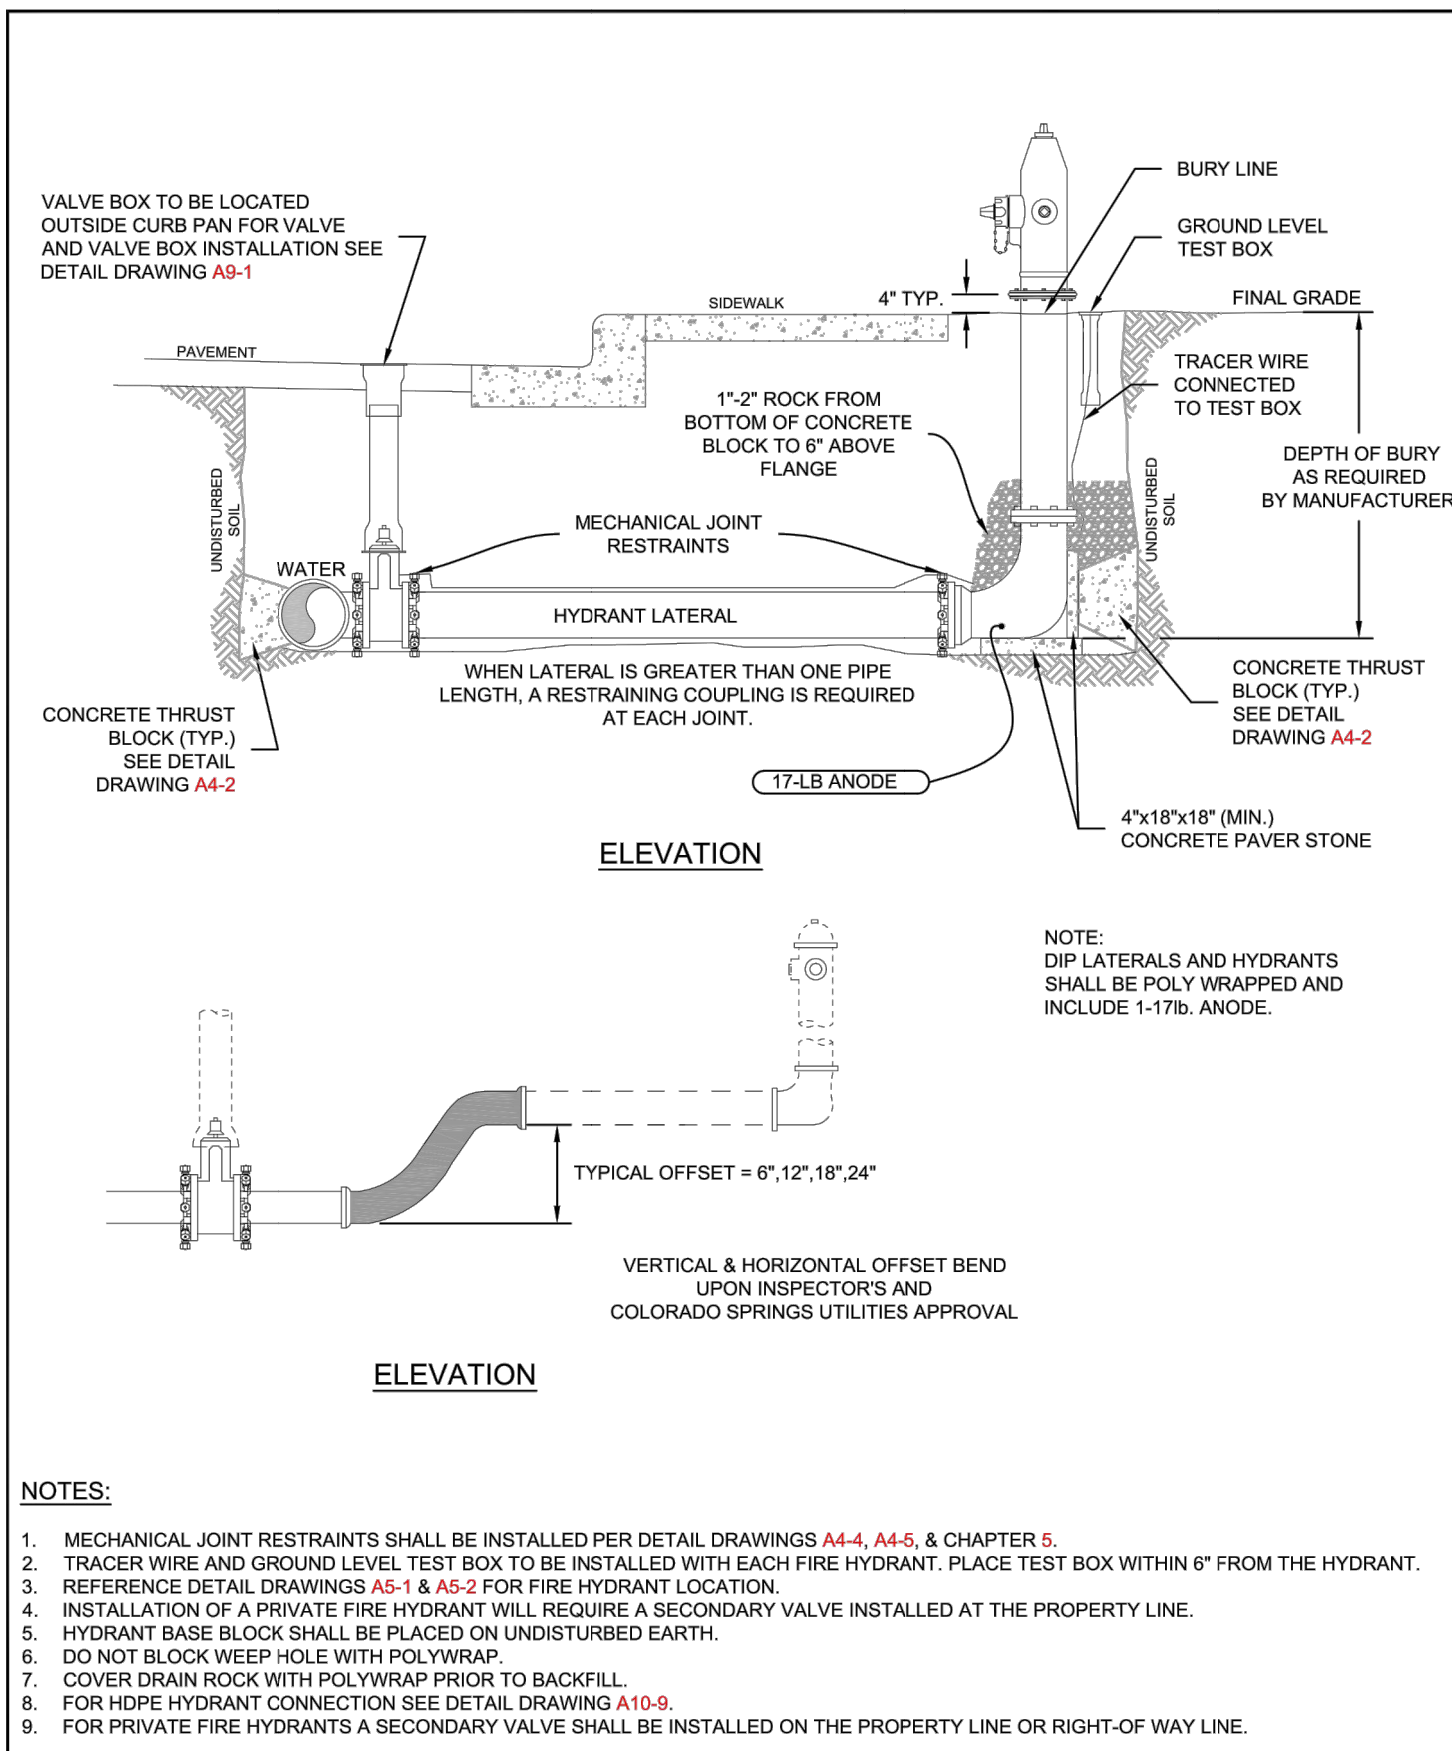 VALVE BOX TO BE LOCATED
OUTSIDE CURB PAN FOR VALVE
AND VALVE BOX INSTALLATION SEE
DETAIL DRAWING A9-1
BURY LINE
GROUND LEVEL
TEST BOX
4" TYP.
SIDEWALK
FINAL GRADE
PAVEMENT
TRACER WIRE
CONNECTED
TO TEST BOX
1"-2" ROCK FROM
BOTTOM OF CONCRETE
BLOCK TO 6" ABOVE
FLANGE
DEPTH OF BURY
AS REQUIRED
BY MANUFACTURER
UNDISTURBED
SOIL
UNDISTURBED
SOIL
MECHANICAL JOINT
RESTRAINTS
WATER
HYDRANT LATERAL
WHEN LATERAL IS GREATER THAN ONE PIPE
LENGTH, A RESTRAINING COUPLING IS REQUIRED
AT EACH JOINT.
CONCRETE THRUST
BLOCK (TYP.)
SEE DETAIL
DRAWING A4-2
CONCRETE THRUST
BLOCK (TYP.)
SEE DETAIL
DRAWING A4-2
17-LB ANODE
4"x18"x18" (MIN.)
CONCRETE PAVER STONE
ELEVATION
NOTE:
DIP LATERALS AND HYDRANTS
SHALL BE POLY WRAPPED AND
INCLUDE 1-17lb. ANODE.
TYPICAL OFFSET = 6",12",18",24"
VERTICAL & HORIZONTAL OFFSET BEND
UPON INSPECTOR'S AND
COLORADO SPRINGS UTILITIES APPROVAL
ELEVATION
NOTES:
1. MECHANICAL JOINT RESTRAINTS SHALL BE INSTALLED PER DETAIL DRAWINGS A4-4, A4-5, & CHAPTER 5.
2. TRACER WIRE AND GROUND LEVEL TEST BOX TO BE INSTALLED WITH EACH FIRE HYDRANT. PLACE TEST BOX WITHIN 6" FROM THE HYDRANT.
3. REFERENCE DETAIL DRAWINGS A5-1 & A5-2 FOR FIRE HYDRANT LOCATION.
4. INSTALLATION OF A PRIVATE FIRE HYDRANT WILL REQUIRE A SECONDARY VALVE INSTALLED AT THE PROPERTY LINE.
5. HYDRANT BASE BLOCK SHALL BE PLACED ON UNDISTURBED EARTH.
6. DO NOT BLOCK WEEP HOLE WITH POLYWRAP.
7. COVER DRAIN ROCK WITH POLYWRAP PRIOR TO BACKFILL.
8. FOR HDPE HYDRANT CONNECTION SEE DETAIL DRAWING A10-9.
9. FOR PRIVATE FIRE HYDRANTS A SECONDARY VALVE SHALL BE INSTALLED ON THE PROPERTY LINE OR RIGHT-OF WAY LINE.